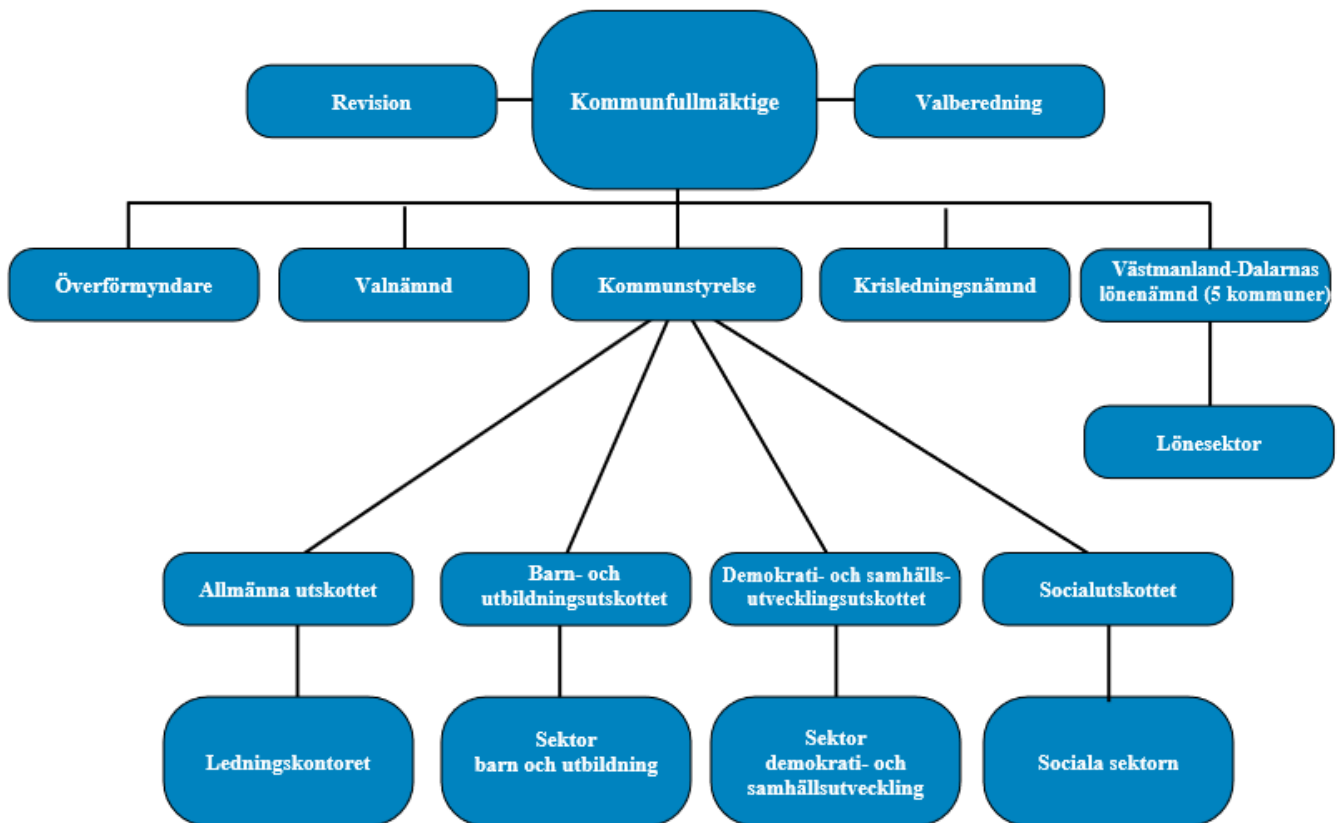 Revision
Kommunfullmäktige
Valberedning
Överförmyndare
Valnämnd
Kommunstyrelse
Krisledningsnämnd
Västmanland-Dalarnas
lönenämnd (5 kommuner)
Lönesektor
Allmänna utskottet
Barn- och
utbildningsutskottet
Demokrati- och samhälls-
utvecklingsutskottet
Socialutskottet
Ledningskontoret
Sektor
barn och utbildning
Sektor
demokrati- och
samhällsutveckling
Sociala sektorn